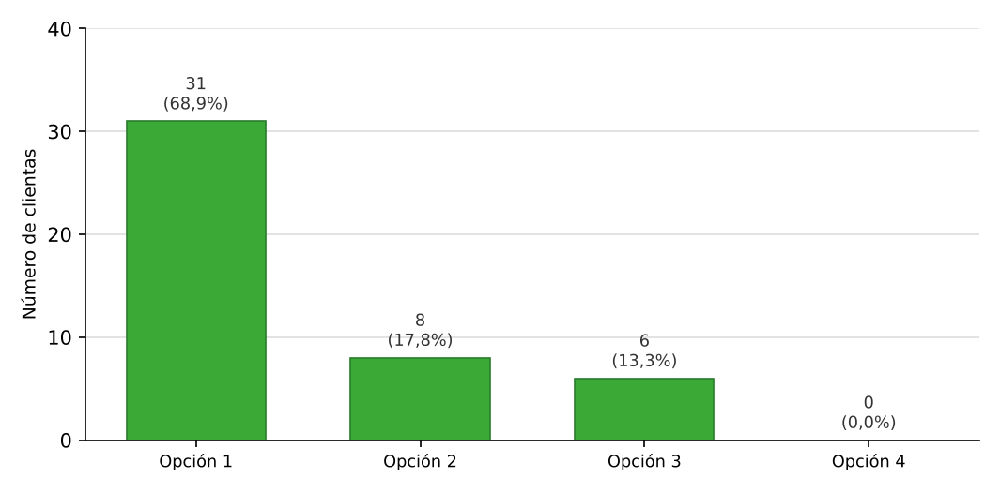 Número de clientas
40
30
20
10
0
31
(68,9%)
8
(17,8%)
6
(13,3%)
0
(0,0%)
Opción 1
Opción 2
Opción 3
Opción 4